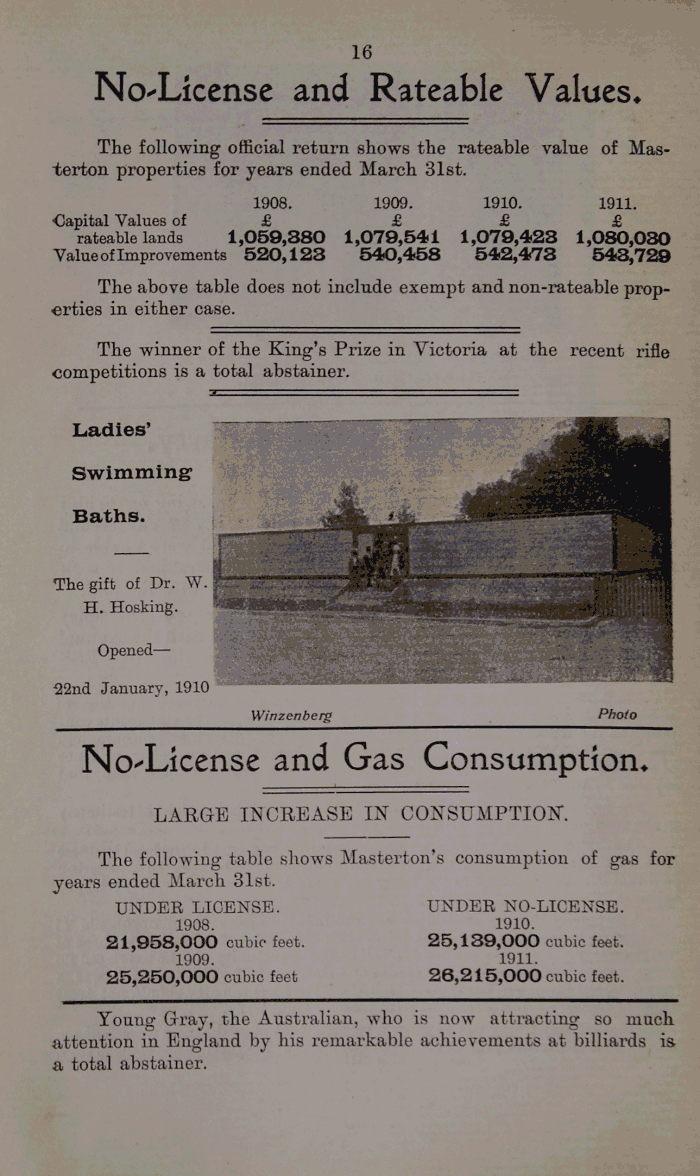 16
No-License and Rateable Values.
The following official return shows the rateable value of Mas-
terton properties for years ended March 31st.
1908. 1909. 1910. 1911.
Capital Values of £ £ £ £
rateable lands 1,059,380 1,079,541 1,079,423 1,080,030
Value of Improvements 520,123 540,458 542,473 543,729
The above table does not include exempt and non-rateable prop-
erties in either case.
The winner of the King's Prize in Victoria at the recent rifle
competitions is a total abstainer.
Ladies'
Swimming
Baths.
The gift of Dr. W.
H. Hosking.
Opened—
22nd January, 1910
Winzenberg Photo
No-License and Gas Consumption.
LARGE INCREASE IN CONSUMPTION.
The following table shows Masterton's consumption of gas for
years ended March 31st.
UNDER LICENSE. UNDER NO-LICENSE.
1908. 1910.
21,958,000 cubic feet. 25,139,000 cubic feet.
1909. 1911.
25,250,000 cubic feet 26,215,000 cubic feet.
Young Gray, the Australian, who is now attracting so much
attention in England by his remarkable achievements at billiards is
a total abstainer.